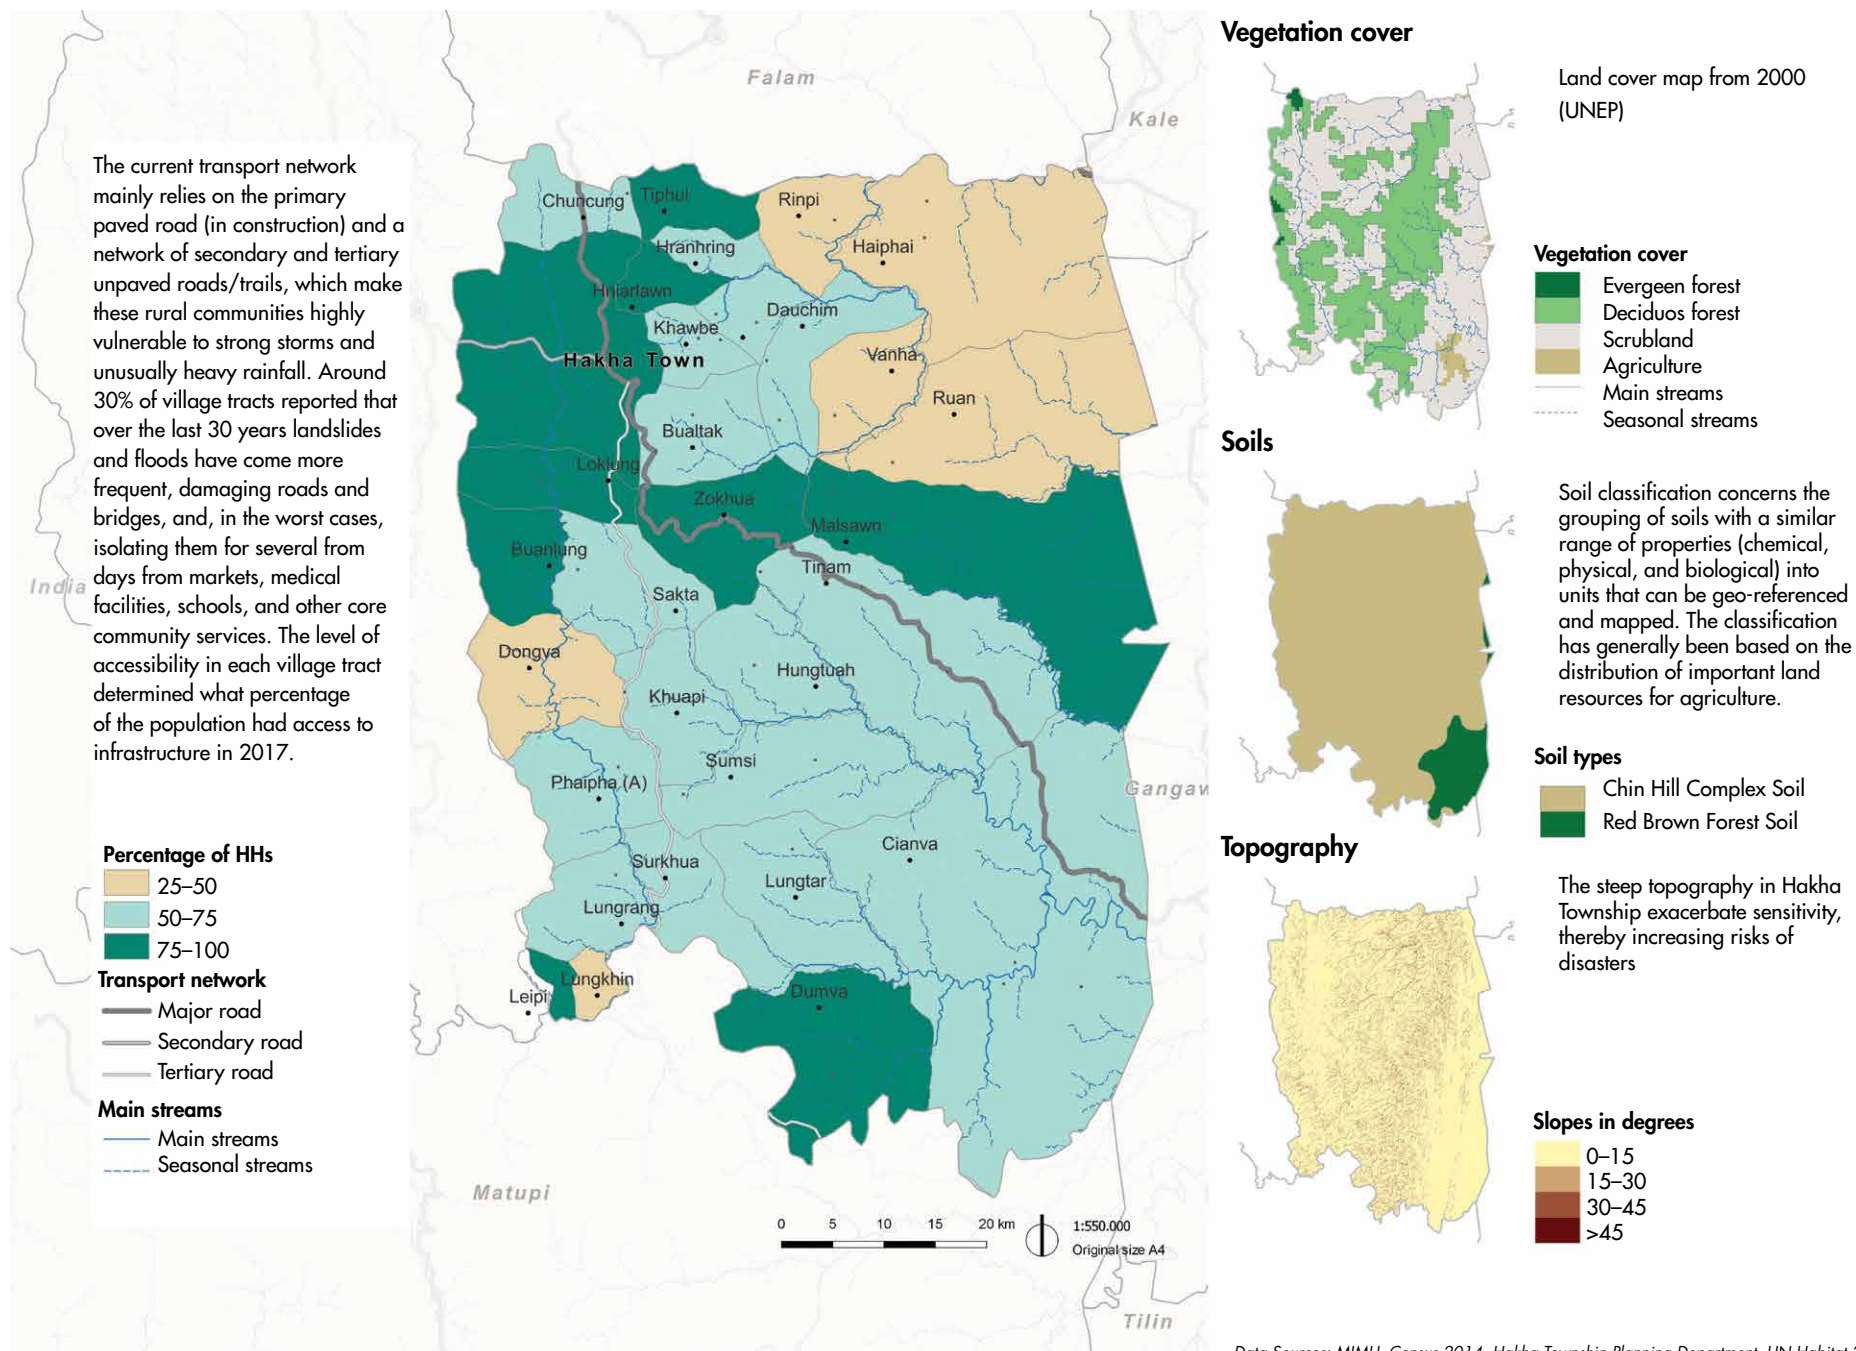 The current transport network
mainly relies on the primary
paved road (in construction) and a
network of secondary and tertiary
unpaved roads/trails, which make
these rural communities highly
vulnerable to strong storms and
unusually heavy rainfall. Around
30% of village tracts reported that
over the last 30 years landslides
and floods have come more
frequent, damaging roads and
bridges, and, in the worst cases,
isolating them for several from
days from markets, medical
facilities, schools, and other core
community services. The level of
accessibility in each village tract
determined what percentage
of the population had access to
infrastructure in 2017.
Percentage of HHs
25–50
50–75
75–100
Transport network
Major road
Secondary road
Tertiary road
Main streams
Main streams
Seasonal streams
India
Falam
Kale
Chuncung
Tiphul
Rinpi
Hranhring
Haiphai
Hniarlawn
Dauchim
Khawbe
Hakha Town
Vanha
Ruan
Bualtak
Loklung
Zokhua
Malsawn
Buanlung
Tinam
Sakta
Dongva
Hungtuah
Khuapi
Sumsi
Phaipha (A)
Gangaw
Cianva
Surkhua
Lungtar
Lungrang
Lungkhin
Leipi
Dumva
Matupi
0 5 10 15 20 km
1:550.000
Original size A4
Tilin
Vegetation cover
Land cover map from 2000
(UNEP)
Vegetation cover
Evergeen forest
Deciduos forest
Scrubland
Agriculture
Main streams
Seasonal streams
Soils
Soil classification concerns the
grouping of soils with a similar
range of properties (chemical,
physical, and biological) into
units that can be geo-referenced
and mapped. The classification
has generally been based on the
distribution of important land
resources for agriculture.
Soil types
Chin Hill Complex Soil
Red Brown Forest Soil
Topography
The steep topography in Hakha
Township exacerbate sensitivity,
thereby increasing risks of
disasters
Slopes in degrees
0–15
15–30
30–45
>45
Data Sources: MIMU, Census 2014, Hakha Township Planning Department, UN-Habitat